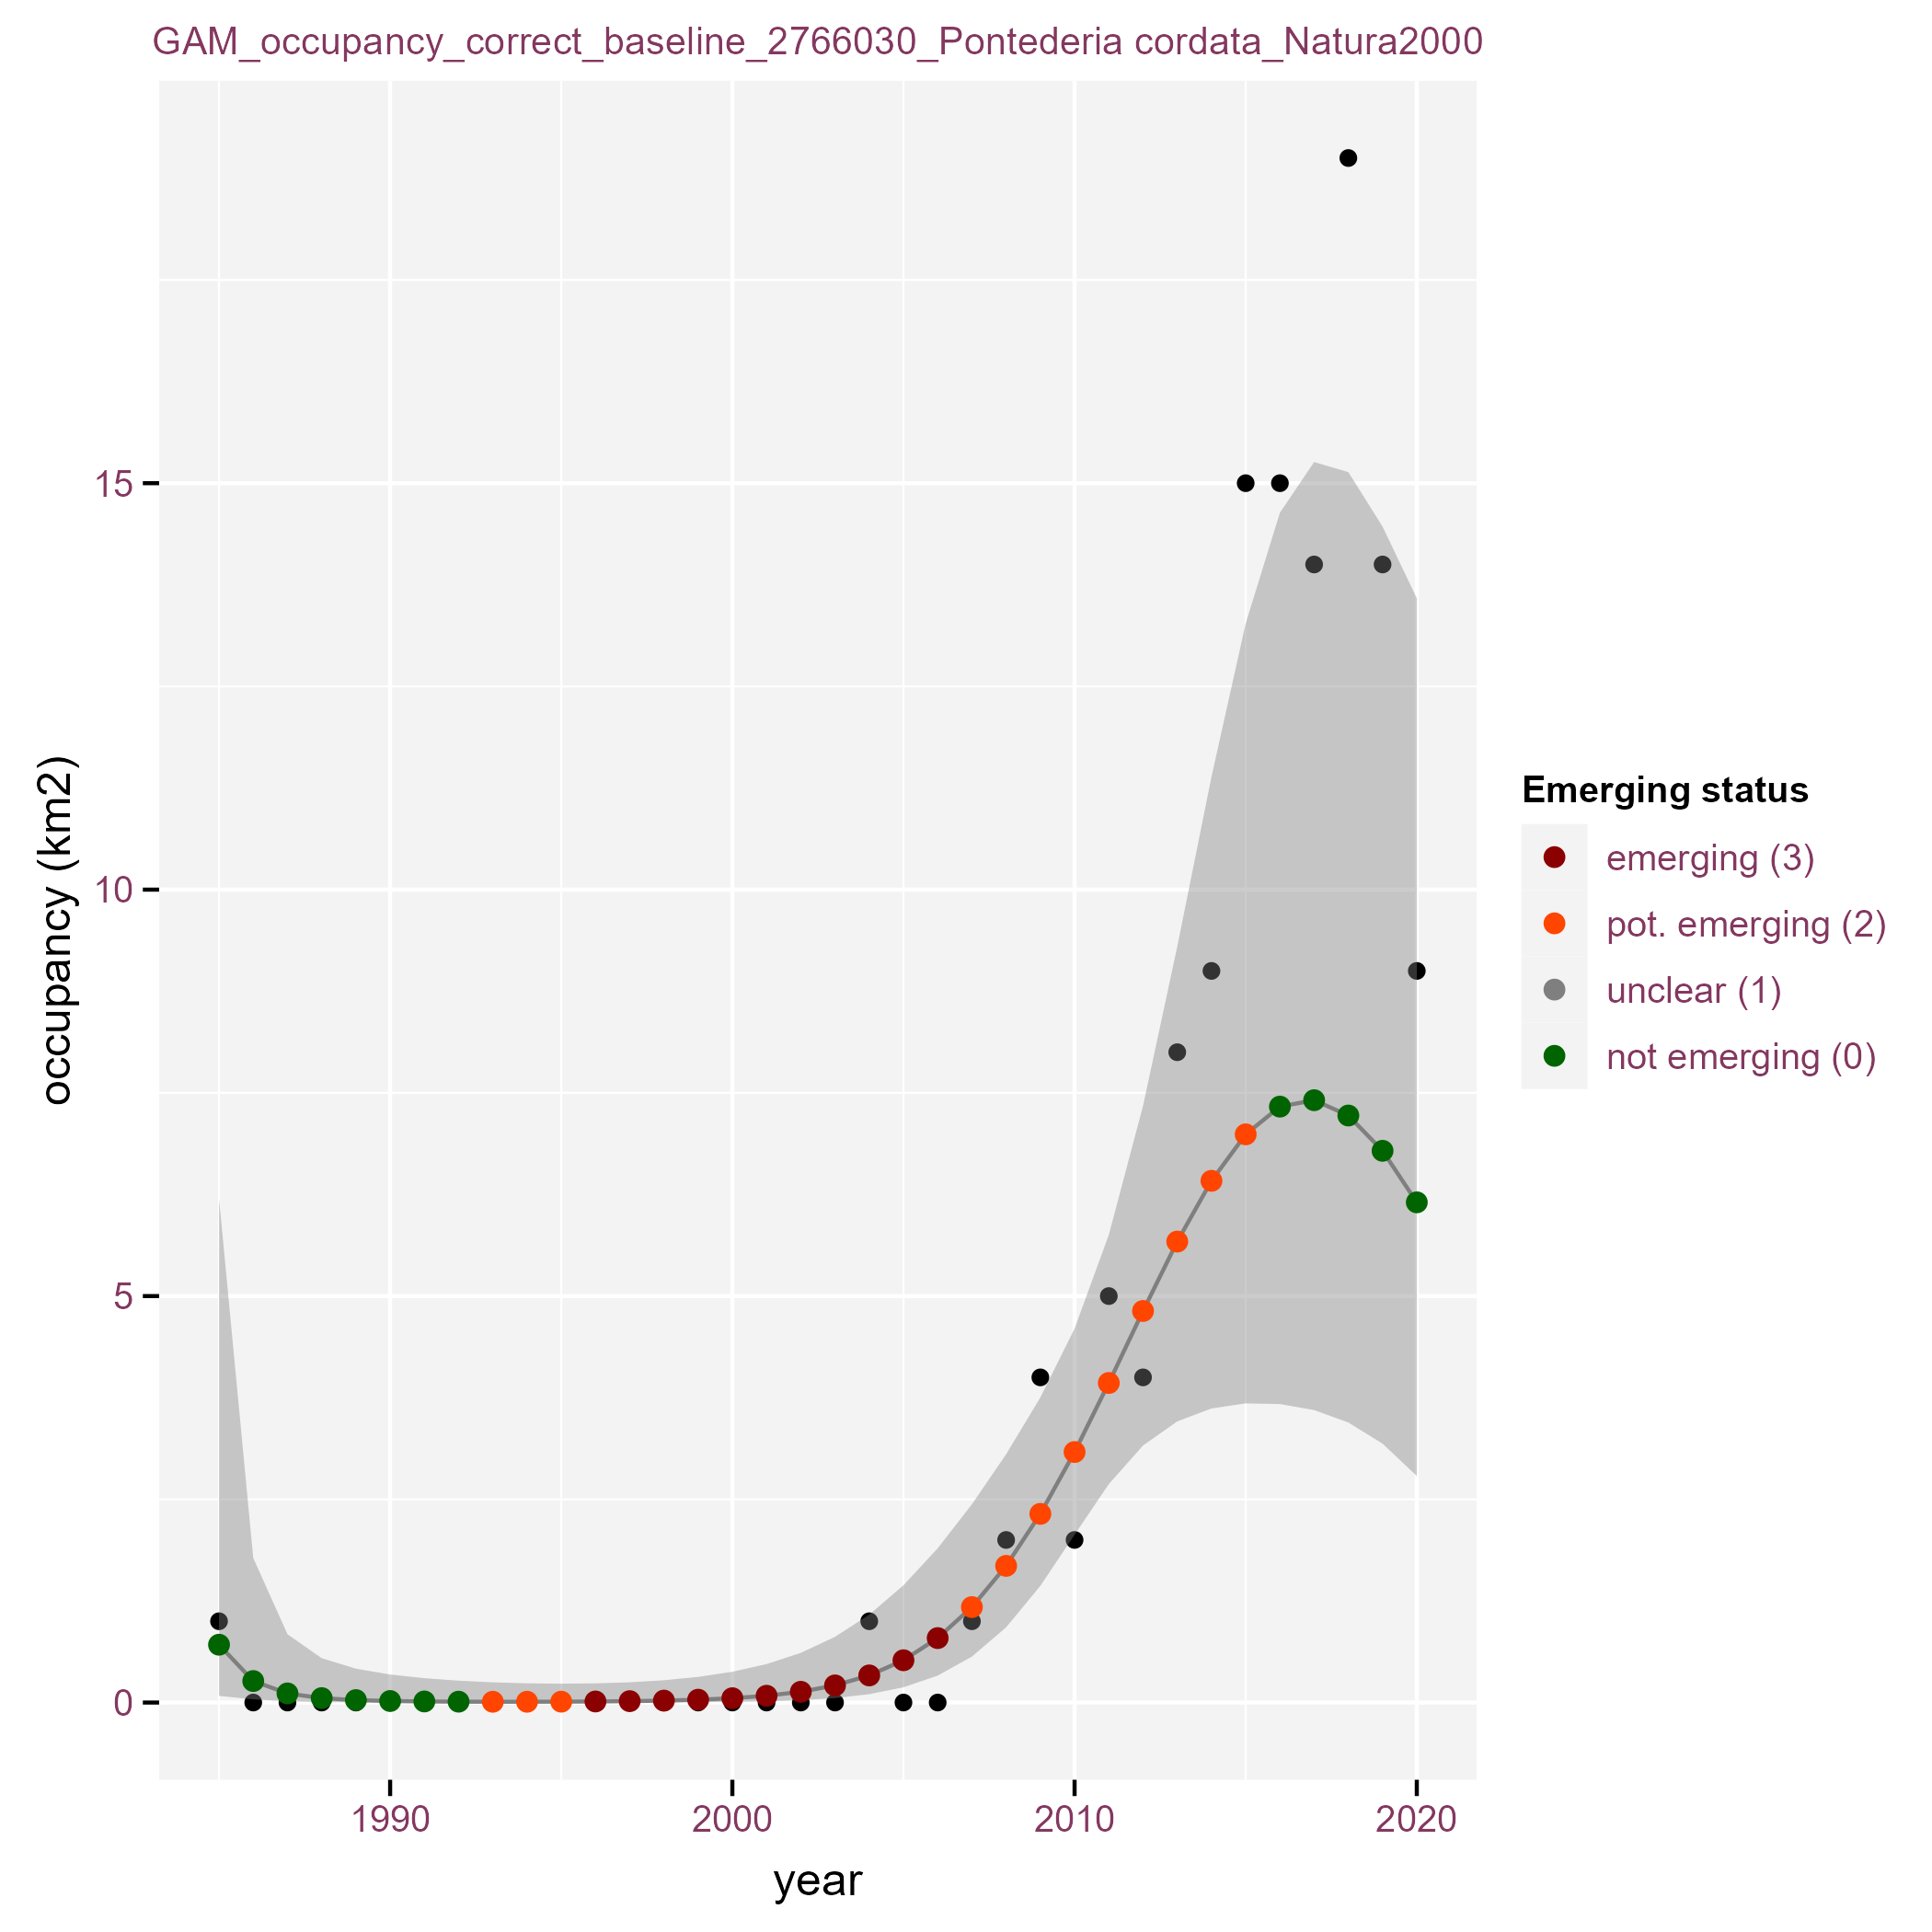 GAM_occupancy_correct_baseline_2766030_Pontederia cordata_Natura2000
occupancy (km2)
15
10
5
0
1990
2000
2010
2020
year
Emerging status
emerging (3)
pot. emerging (2)
unclear (1)
not emerging (0)